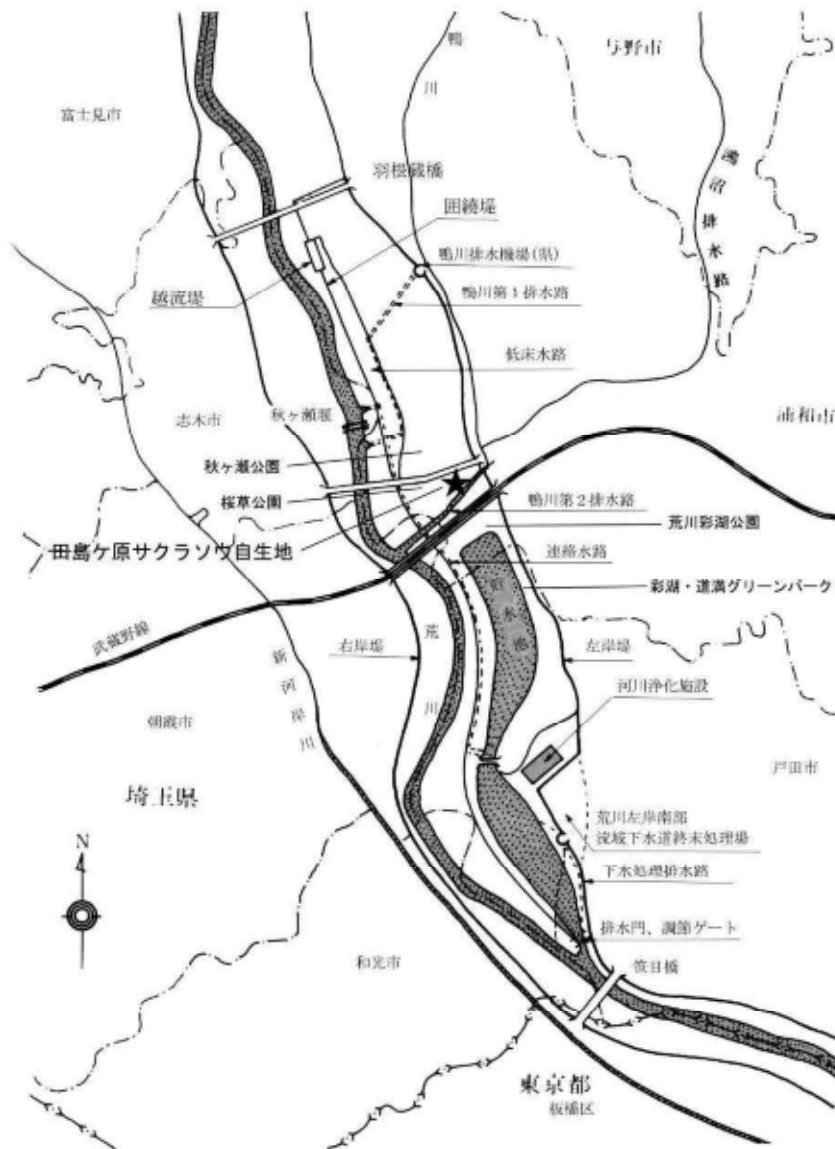 与野市
鴨川
富士見市
鴻沼排水路
羽根蔵橋
囲繞堤
鴨川排水機場(県)
越流堤
鴨川第1排水路
低床水路
志木市
秋ヶ瀬堰
浦和市
秋ヶ瀬公園
桜草公園
鴨川第2排水路
荒川彩湖公園
田島ケ原サクラソウ自生地
連絡水路
貯水池
彩湖・道満グリーンパーク
武蔵野線
右岸堤
荒川
左岸堤
新河岸川
河川浄化施設
朝霞市
戸田市
埼玉県
荒川左岸南部
流域下水道終末処理場
N
下水処理排水路
排水門、調節ゲート
和光市
笹目橋
東京都
板橋区